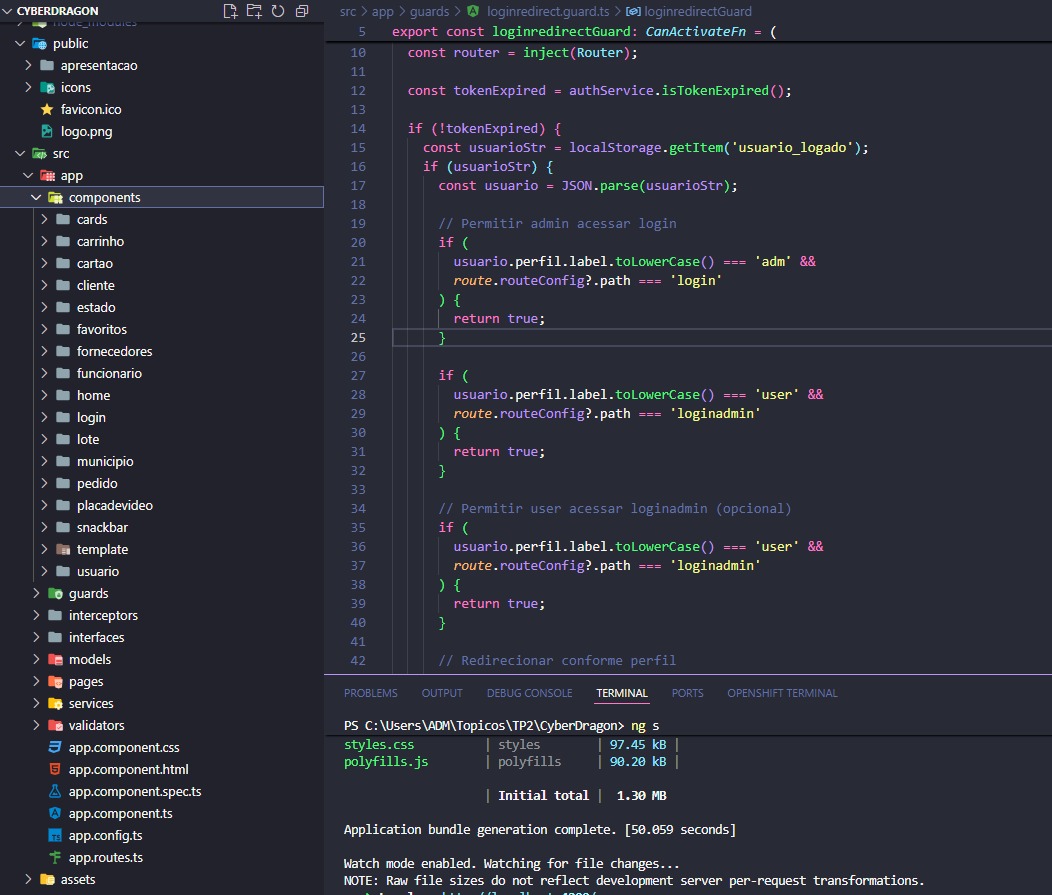 CYBERDRAGON
node_modules
public
apresentacao
icons
favicon.ico
logo.png
src
app
components
cards
carrinho
cartao
cliente
estado
favoritos
fornecedores
funcionario
home
login
lote
municipio
pedido
placadevideo
snackbar
template
usuario
guards
interceptors
interfaces
models
pages
services
validators
app.component.css
app.component.html
app.component.spec.ts
app.component.ts
app.config.ts
app.routes.ts
assets
src > app > guards > loginredirect.guard.ts > loginredirectGuard
5 export const loginredirectGuard: CanActivateFn = (
10 const router = inject(Router);
11
12 const tokenExpired = authService.isTokenExpired();
13
14 if (!tokenExpired) {
15 const usuarioStr = localStorage.getItem('usuario_logado');
16 if (usuarioStr) {
17 const usuario = JSON.parse(usuarioStr);
18
19 // Permitir admin acessar login
20 if (
21 usuario.perfil.label.toLowerCase() === 'adm' &&
22 route.routeConfig?.path === 'login'
23 ) {
24 return true;
25 }
26
27 if (
28 usuario.perfil.label.toLowerCase() === 'user' &&
29 route.routeConfig?.path === 'loginadmin'
30 ) {
31 return true;
32 }
33
34 // Permitir user acessar loginadmin (opcional)
35 if (
36 usuario.perfil.label.toLowerCase() === 'user' &&
37 route.routeConfig?.path === 'loginadmin'
38 ) {
39 return true;
40 }
41
42 // Redirecionar conforme perfil
PROBLEMS OUTPUT DEBUG CONSOLE TERMINAL PORTS OPENSHIFT TERMINAL
PS C:\Users\ADM\Topicos\TP2\CyberDragon> ng s
styles.css | styles | 97.45 kB |
polyfills.js | polyfills | 90.20 kB |
| Initial total | 1.30 MB
Application bundle generation complete. [50.059 seconds]
Watch mode enabled. Watching for file changes...
NOTE: Raw file sizes do not reflect development server per-request transformations.